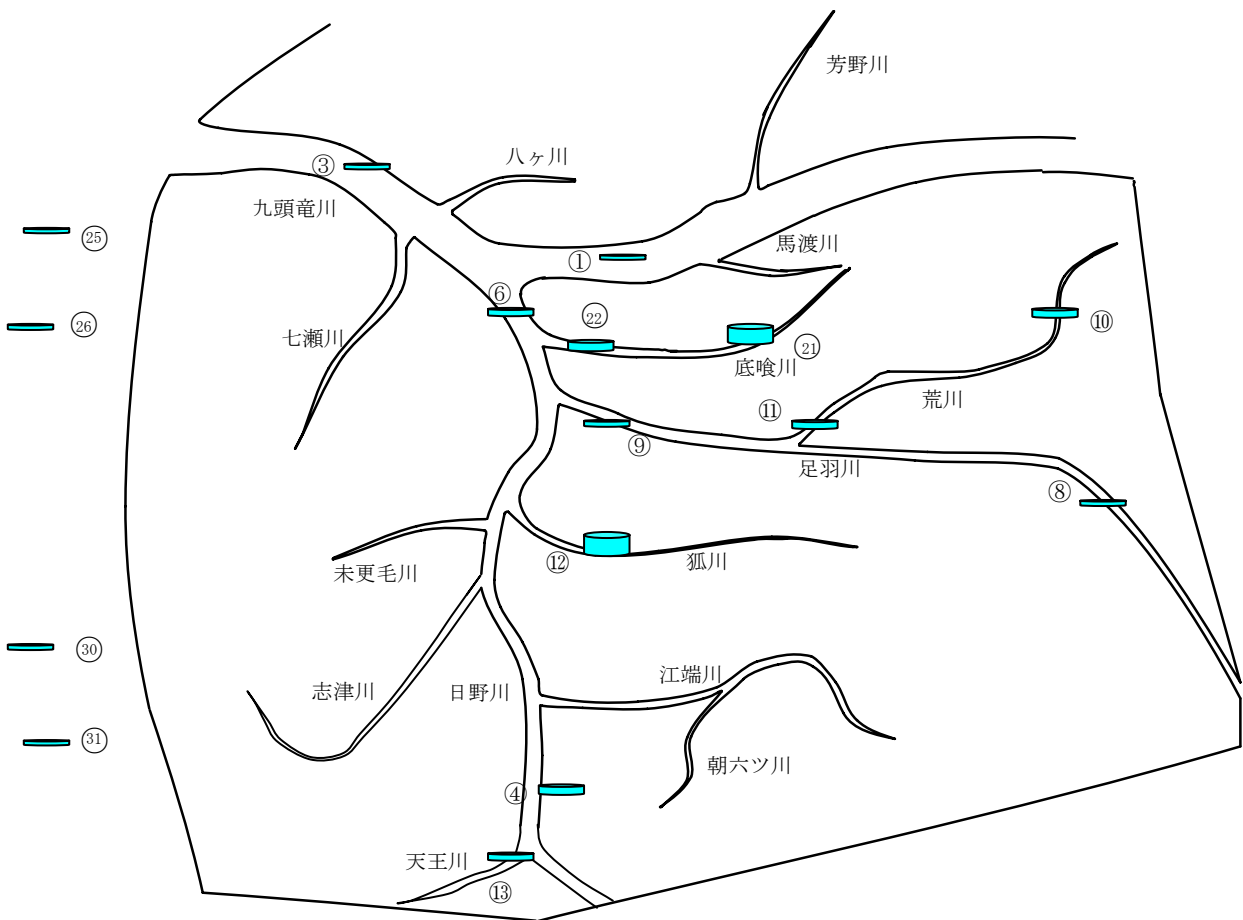 芳野川
八ヶ川
③
九頭竜川
馬渡川
㉕
①
⑥
㉒
㉖
七瀬川
㉑
⑩
底喰川
荒川
⑪
⑨
足羽川
⑧
⑫
狐川
未更毛川
㉚
江端川
志津川
日野川
㉛
朝六ツ川
④
天王川
⑬